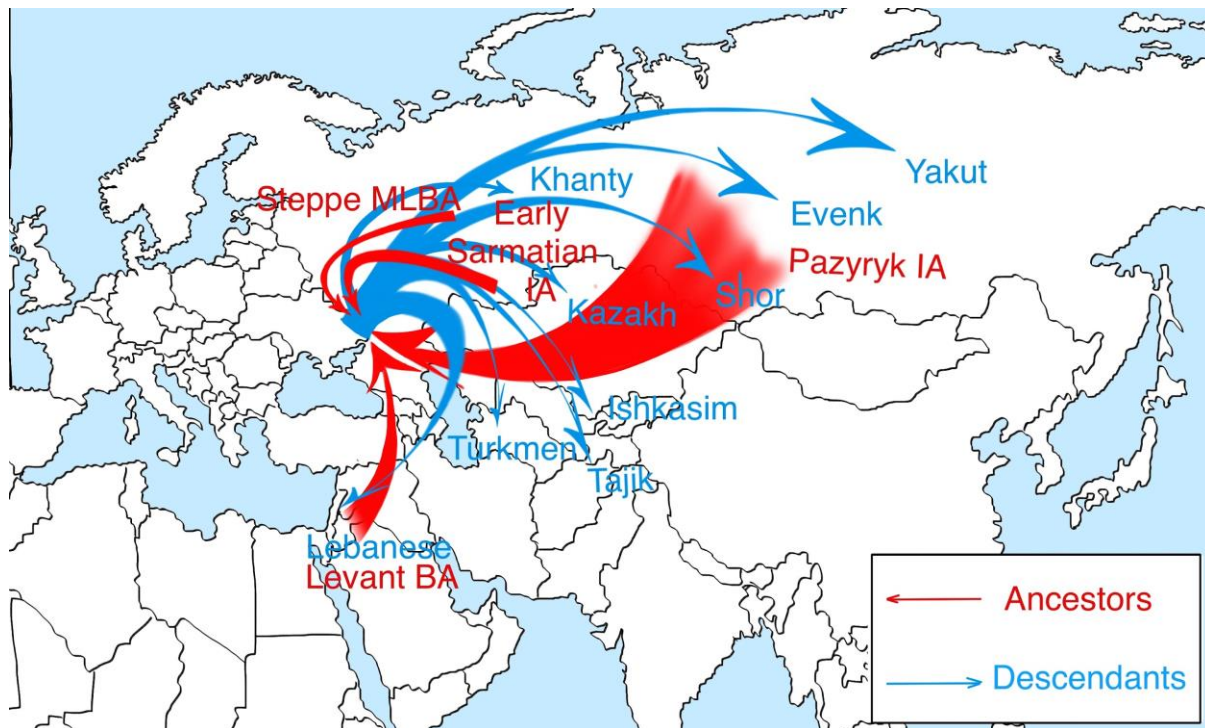 Khanty
Yakut
Steppe MLBA
Early
Sarmatian
IA
Evenk
Pazyryk IA
Shor
Kazakh
Ishkasim
Turkmen
Tajik
Lebanese
Levant BA
Ancestors
Descendants